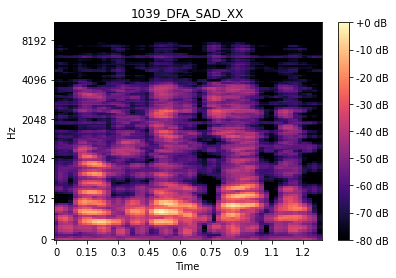 1039_DFA_SAD_XX
8192
4096
2048
1024
512
0
Hz
0 0.15 0.3 0.45 0.6 0.75 0.9 1.1 1.2
Time
+0 dB
-10 dB
-20 dB
-30 dB
-40 dB
-50 dB
-60 dB
-70 dB
-80 dB